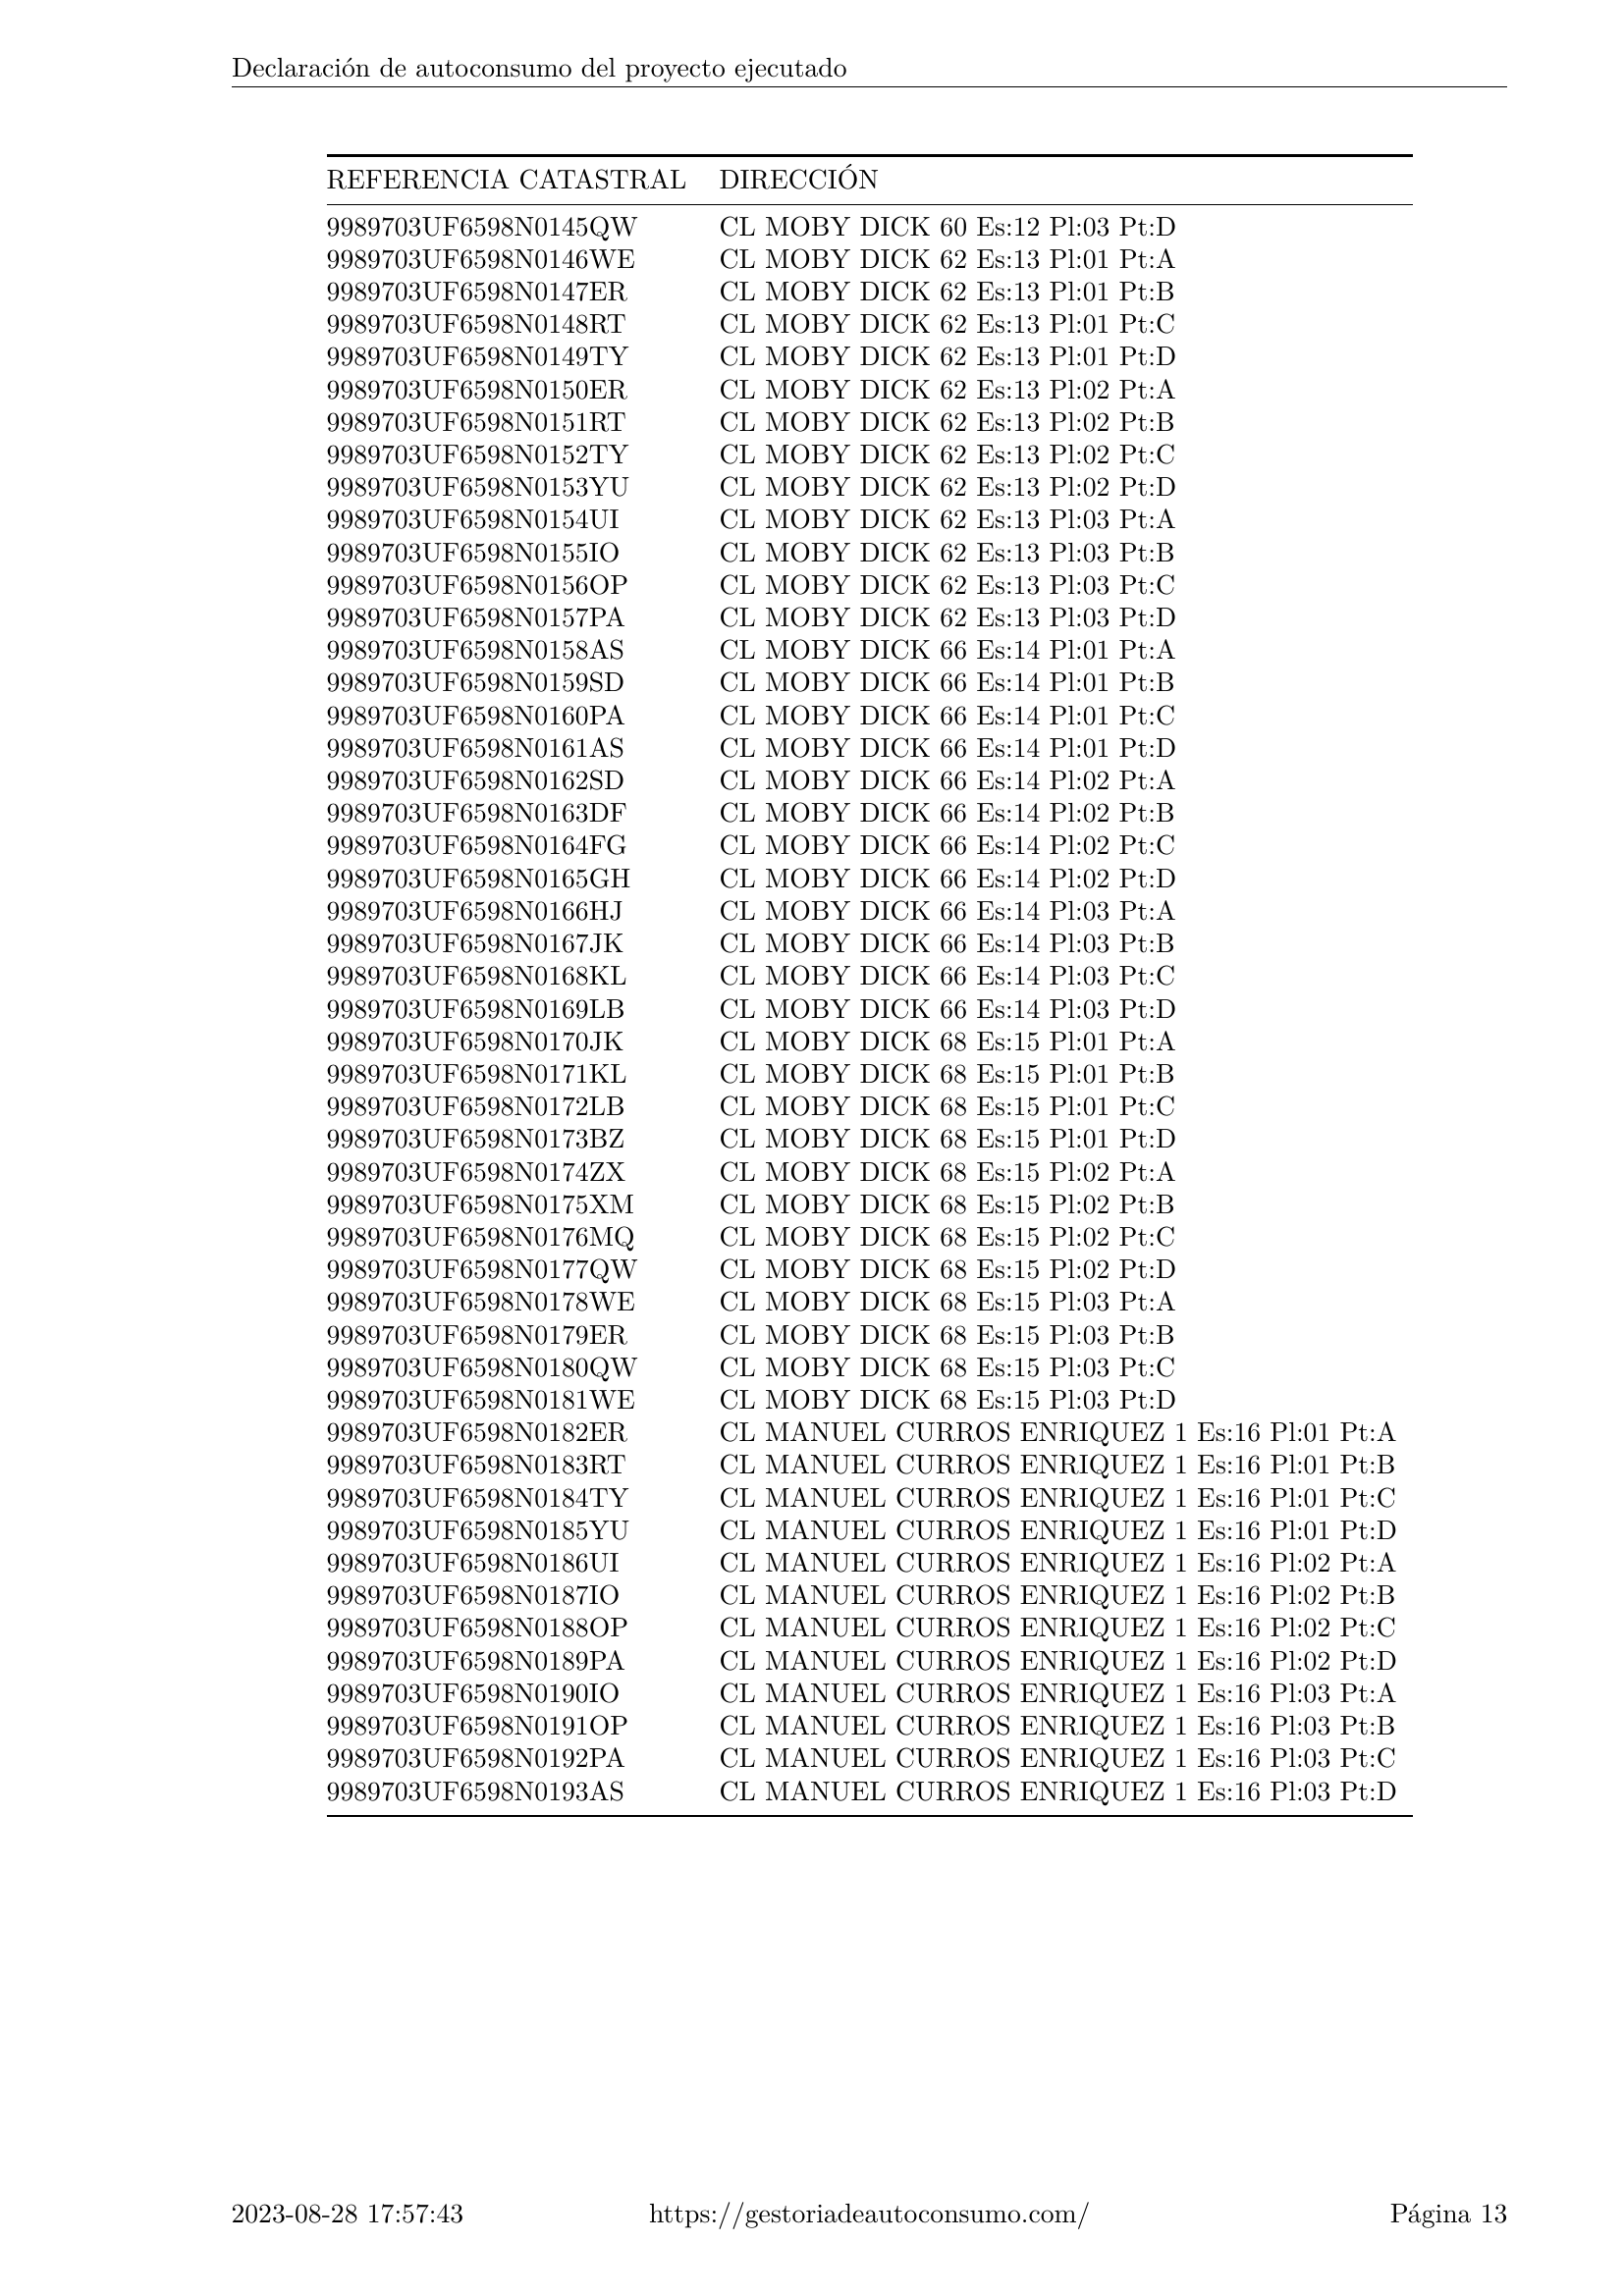 Declaración de autoconsumo del proyecto ejecutado
REFERENCIA CATASTRAL DIRECCIÓN
9989703UF6598N0145QW CL MOBY DICK 60 Es:12 Pl:03 Pt:D
9989703UF6598N0146WE CL MOBY DICK 62 Es:13 Pl:01 Pt:A
9989703UF6598N0147ER CL MOBY DICK 62 Es:13 Pl:01 Pt:B
9989703UF6598N0148RT CL MOBY DICK 62 Es:13 Pl:01 Pt:C
9989703UF6598N0149TY CL MOBY DICK 62 Es:13 Pl:01 Pt:D
9989703UF6598N0150ER CL MOBY DICK 62 Es:13 Pl:02 Pt:A
9989703UF6598N0151RT CL MOBY DICK 62 Es:13 Pl:02 Pt:B
9989703UF6598N0152TY CL MOBY DICK 62 Es:13 Pl:02 Pt:C
9989703UF6598N0153YU CL MOBY DICK 62 Es:13 Pl:02 Pt:D
9989703UF6598N0154UI CL MOBY DICK 62 Es:13 Pl:03 Pt:A
9989703UF6598N0155IO CL MOBY DICK 62 Es:13 Pl:03 Pt:B
9989703UF6598N0156OP CL MOBY DICK 62 Es:13 Pl:03 Pt:C
9989703UF6598N0157PA CL MOBY DICK 62 Es:13 Pl:03 Pt:D
9989703UF6598N0158AS CL MOBY DICK 66 Es:14 Pl:01 Pt:A
9989703UF6598N0159SD CL MOBY DICK 66 Es:14 Pl:01 Pt:B
9989703UF6598N0160PA CL MOBY DICK 66 Es:14 Pl:01 Pt:C
9989703UF6598N0161AS CL MOBY DICK 66 Es:14 Pl:01 Pt:D
9989703UF6598N0162SD CL MOBY DICK 66 Es:14 Pl:02 Pt:A
9989703UF6598N0163DF CL MOBY DICK 66 Es:14 Pl:02 Pt:B
9989703UF6598N0164FG CL MOBY DICK 66 Es:14 Pl:02 Pt:C
9989703UF6598N0165GH CL MOBY DICK 66 Es:14 Pl:02 Pt:D
9989703UF6598N0166HJ CL MOBY DICK 66 Es:14 Pl:03 Pt:A
9989703UF6598N0167JK CL MOBY DICK 66 Es:14 Pl:03 Pt:B
9989703UF6598N0168KL CL MOBY DICK 66 Es:14 Pl:03 Pt:C
9989703UF6598N0169LB CL MOBY DICK 66 Es:14 Pl:03 Pt:D
9989703UF6598N0170JK CL MOBY DICK 68 Es:15 Pl:01 Pt:A
9989703UF6598N0171KL CL MOBY DICK 68 Es:15 Pl:01 Pt:B
9989703UF6598N0172LB CL MOBY DICK 68 Es:15 Pl:01 Pt:C
9989703UF6598N0173BZ CL MOBY DICK 68 Es:15 Pl:01 Pt:D
9989703UF6598N0174ZX CL MOBY DICK 68 Es:15 Pl:02 Pt:A
9989703UF6598N0175XM CL MOBY DICK 68 Es:15 Pl:02 Pt:B
9989703UF6598N0176MQ CL MOBY DICK 68 Es:15 Pl:02 Pt:C
9989703UF6598N0177QW CL MOBY DICK 68 Es:15 Pl:02 Pt:D
9989703UF6598N0178WE CL MOBY DICK 68 Es:15 Pl:03 Pt:A
9989703UF6598N0179ER CL MOBY DICK 68 Es:15 Pl:03 Pt:B
9989703UF6598N0180QW CL MOBY DICK 68 Es:15 Pl:03 Pt:C
9989703UF6598N0181WE CL MOBY DICK 68 Es:15 Pl:03 Pt:D
9989703UF6598N0182ER CL MANUEL CURROS ENRIQUEZ 1 Es:16 Pl:01 Pt:A
9989703UF6598N0183RT CL MANUEL CURROS ENRIQUEZ 1 Es:16 Pl:01 Pt:B
9989703UF6598N0184TY CL MANUEL CURROS ENRIQUEZ 1 Es:16 Pl:01 Pt:C
9989703UF6598N0185YU CL MANUEL CURROS ENRIQUEZ 1 Es:16 Pl:01 Pt:D
9989703UF6598N0186UI CL MANUEL CURROS ENRIQUEZ 1 Es:16 Pl:02 Pt:A
9989703UF6598N0187IO CL MANUEL CURROS ENRIQUEZ 1 Es:16 Pl:02 Pt:B
9989703UF6598N0188OP CL MANUEL CURROS ENRIQUEZ 1 Es:16 Pl:02 Pt:C
9989703UF6598N0189PA CL MANUEL CURROS ENRIQUEZ 1 Es:16 Pl:02 Pt:D
9989703UF6598N0190IO CL MANUEL CURROS ENRIQUEZ 1 Es:16 Pl:03 Pt:A
9989703UF6598N0191OP CL MANUEL CURROS ENRIQUEZ 1 Es:16 Pl:03 Pt:B
9989703UF6598N0192PA CL MANUEL CURROS ENRIQUEZ 1 Es:16 Pl:03 Pt:C
9989703UF6598N0193AS CL MANUEL CURROS ENRIQUEZ 1 Es:16 Pl:03 Pt:D
2023-08-28 17:57:43 https://gestoriadeautoconsumo.com/ Página 13